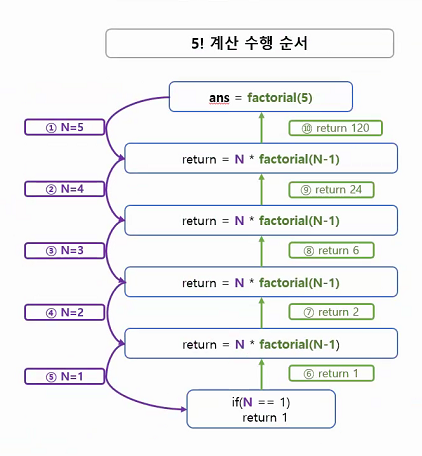 5! 계산 수행 순서
ans = factorial(5)
① N=5
⑩ return 120
return = N * factorial(N-1)
② N=4
⑨ return 24
return = N * factorial(N-1)
③ N=3
⑧ return 6
return = N * factorial(N-1)
④ N=2
⑦ return 2
return = N * factorial(N-1)
⑤ N=1
⑥ return 1
if(N == 1)
return 1